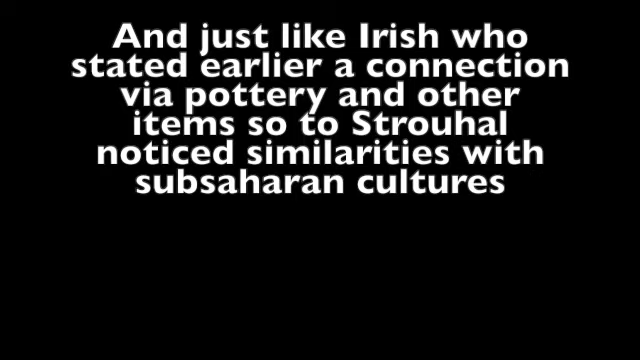 And just like Irish who
stated earlier a connection
via pottery and other
items so to Strouhal
noticed similarities with
subsaharan cultures